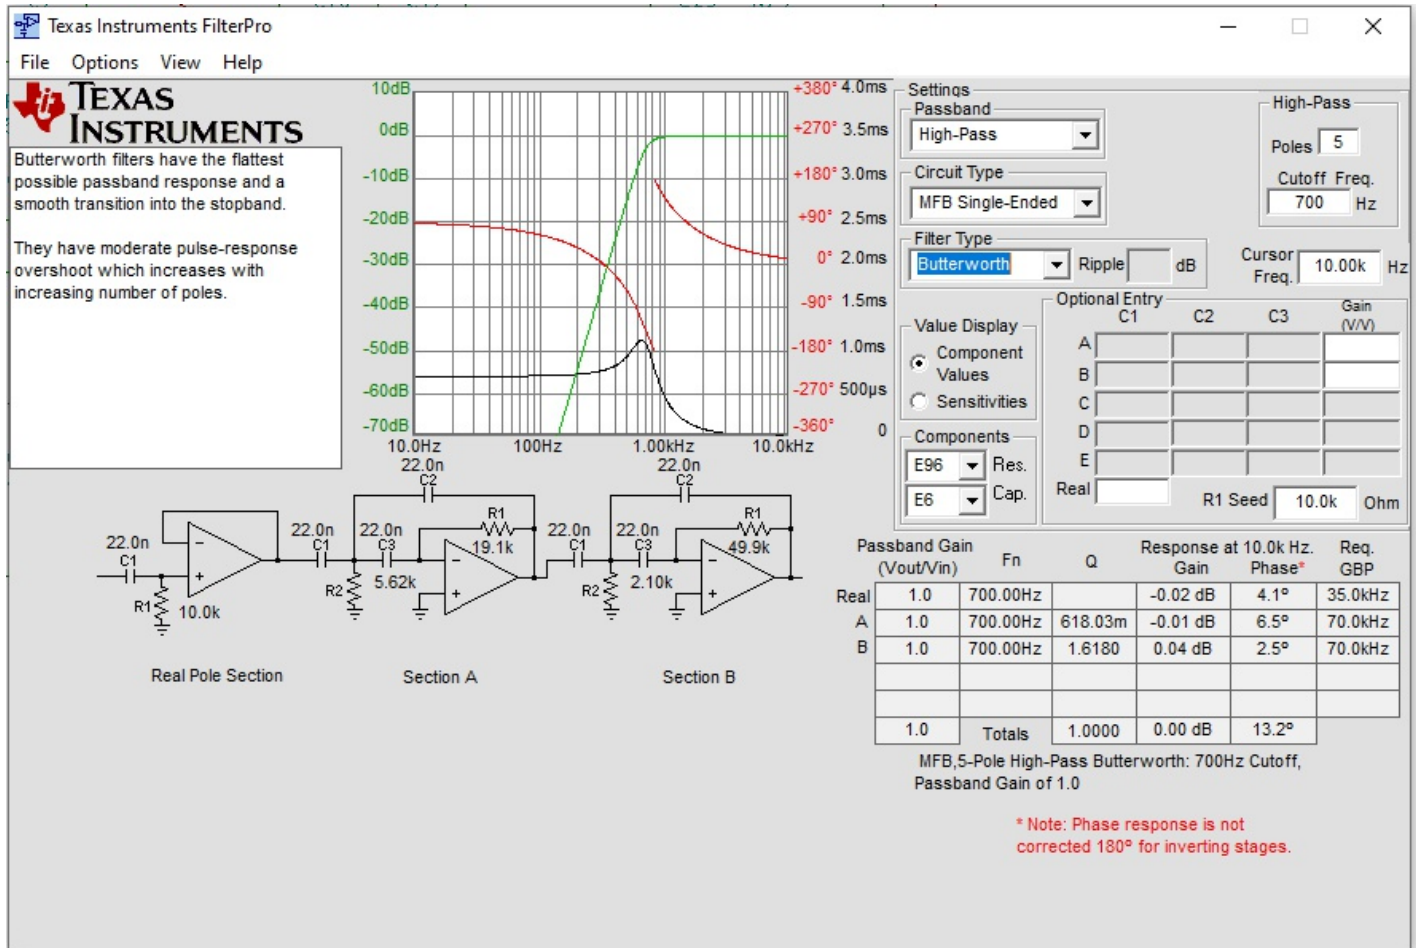 Texas Instruments FilterPro
File Options View Help
TEXAS
INSTRUMENTS
Butterworth filters have the flattest
possible passband response and a
smooth transition into the stopband.
They have moderate pulse-response
overshoot which increases with
increasing number of poles.
10dB
0dB
-10dB
-20dB
-30dB
-40dB
-50dB
-60dB
-70dB
+380° 4.0ms
+270° 3.5ms
+180° 3.0ms
+90° 2.5ms
0° 2.0ms
-90° 1.5ms
-180° 1.0ms
-270° 500µs
-360° 0
10.0Hz 100Hz 1.00kHz 10.0kHz
Settings
Passband
High-Pass
Circuit Type
MFB Single-Ended
Filter Type
Butterworth Ripple dB
High-Pass
Poles 5
Cutoff Freq.
700 Hz
Cursor
Freq. 10.00k Hz
Value Display
Component
Values
Sensitivities
Components
E96 Res.
E6 Cap.
Optional Entry
C1 C2 C3 Gain
(V/V)
A
B
C
D
E
Real R1 Seed 10.0k Ohm
22.0n
C1
R1 10.0k
Real Pole Section
22.0n
C2
22.0n
C1
22.0n
C3
R1
19.1k
R2 5.62k
Section A
22.0n
C2
22.0n
C1
22.0n
C3
R1
49.9k
R2 2.10k
Section B
Passband Gain
(Vout/Vin) Fn Q Response at 10.0k Hz.
Gain Phase* Req.
GBP
Real 1.0 700.00Hz -0.02 dB 4.1º 35.0kHz
A 1.0 700.00Hz 618.03m -0.01 dB 6.5º 70.0kHz
B 1.0 700.00Hz 1.6180 0.04 dB 2.5º 70.0kHz
1.0 Totals 1.0000 0.00 dB 13.2º
MFB,5-Pole High-Pass Butterworth: 700Hz Cutoff,
Passband Gain of 1.0
* Note: Phase response is not
corrected 180º for inverting stages.